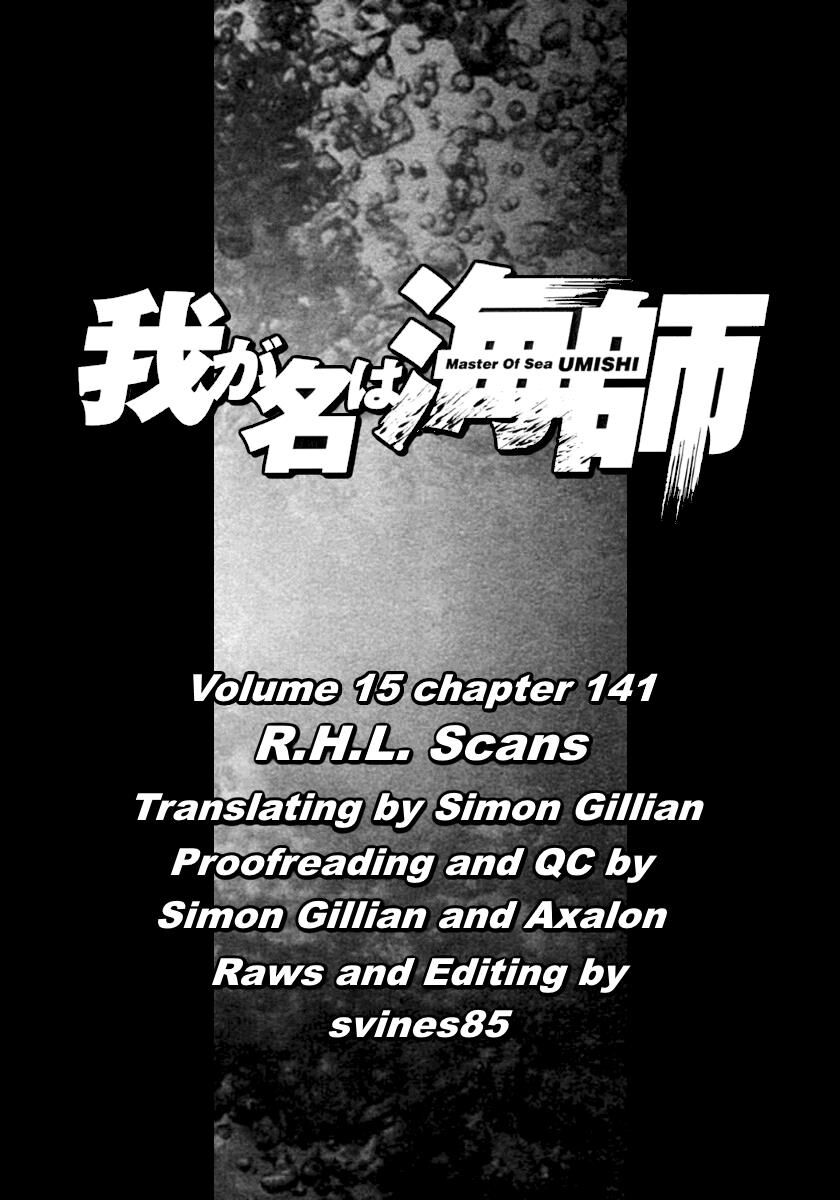 我が名は海師
Master Of Sea UMISHI
Volume 15 chapter 141
R.H.L. Scans
Translating by Simon Gillian
Proofreading and QC by
Simon Gillian and Axalon
Raws and Editing by
svines85